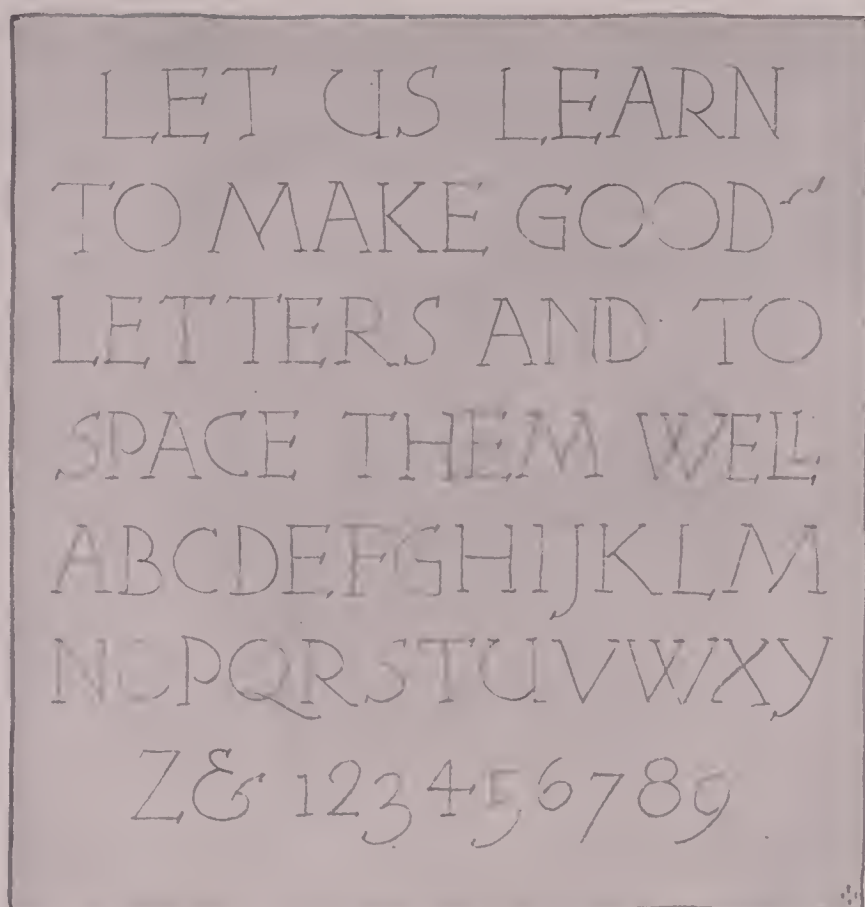 LET US LEARN
TO MAKE GOOD
LETTERS AND TO
SPACE THEM WELL
ABCDEFGHIJKLM
NOPQRSTUVWXY
Z& 123456789